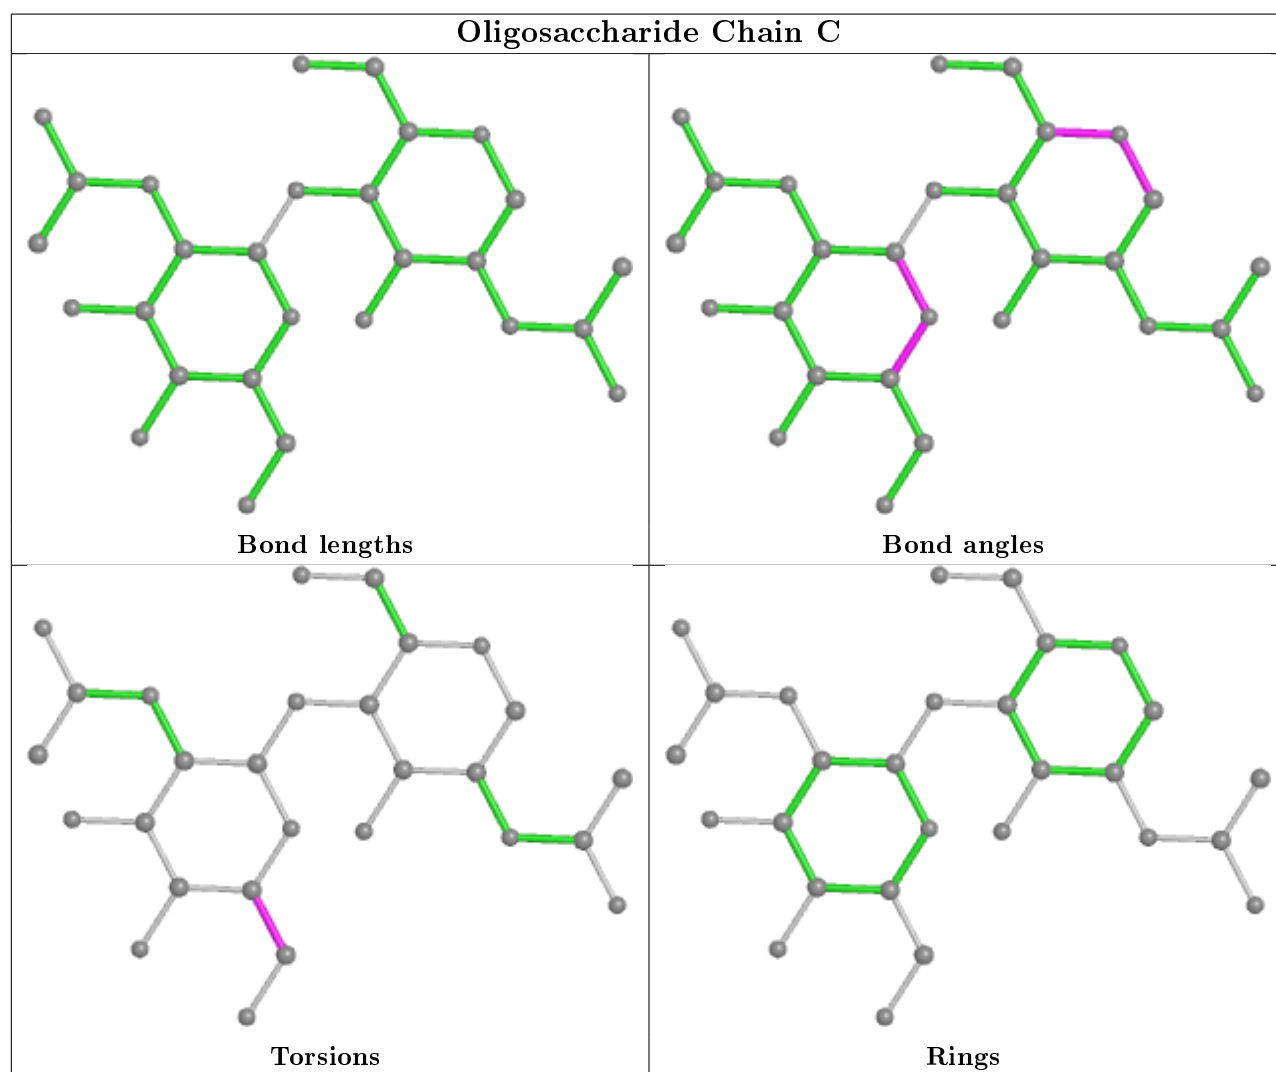 Oligosaccharide Chain C
Bond lengths
Bond angles
Torsions
Rings